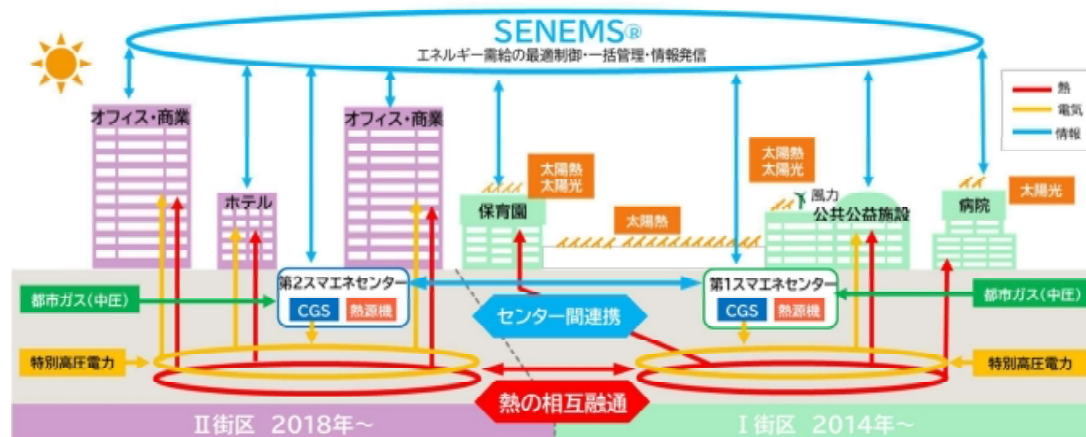 SENEMS®
エネルギー需給の最適制御・一括管理・情報発信
熱
電気
情報
オフィス・商業
オフィス・商業
ホテル
保育園
太陽熱
太陽光
太陽熱
太陽熱
太陽光
風力
公共公益施設
病院
太陽光
都市ガス(中圧)
第2スマエネセンター
CGS
熱源機
センター間連携
第1スマエネセンター
CGS
熱源機
都市ガス(中圧)
特別高圧電力
特別高圧電力
熱の相互融通
Ⅱ街区 2018年～
Ⅰ街区 2014年～